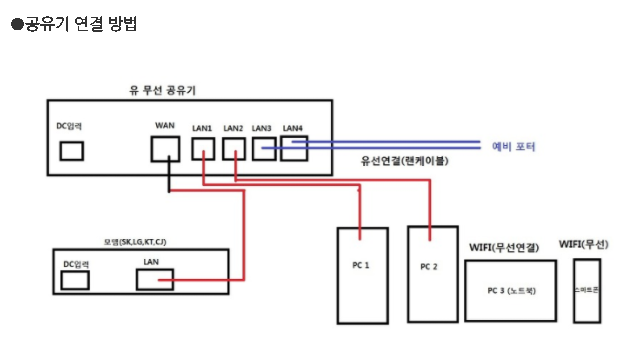 ●공유기 연결 방법
유 무선 공유기
DC입력
WAN
LAN1
LAN2
LAN3
LAN4
예비 포터
유선연결(랜케이블)
모뎀(SK,LG,KT,CJ)
DC입력
LAN
PC 1
PC 2
WIFI(무선연결)
PC 3 (노트북)
WIFI(무선)
스마트폰